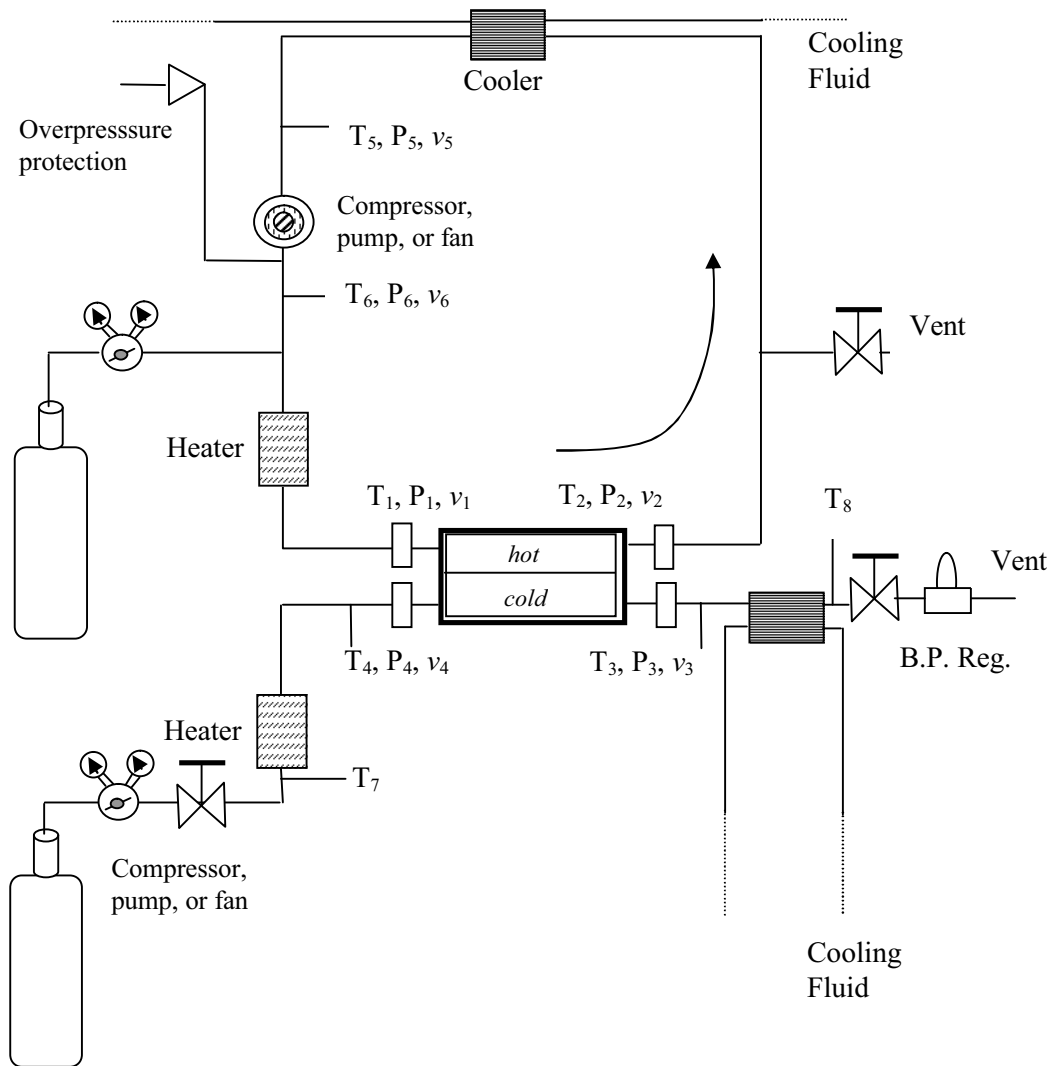 Cooling
Fluid
Cooler
Overpresssure
protection
T5, P5, v5
Compressor,
pump, or fan
T6, P6, v6
Vent
Heater
T1, P1, v1
T2, P2, v2
T8
hot
cold
Vent
T4, P4, v4
T3, P3, v3
B.P. Reg.
Heater
T7
Compressor,
pump, or fan
Cooling
Fluid